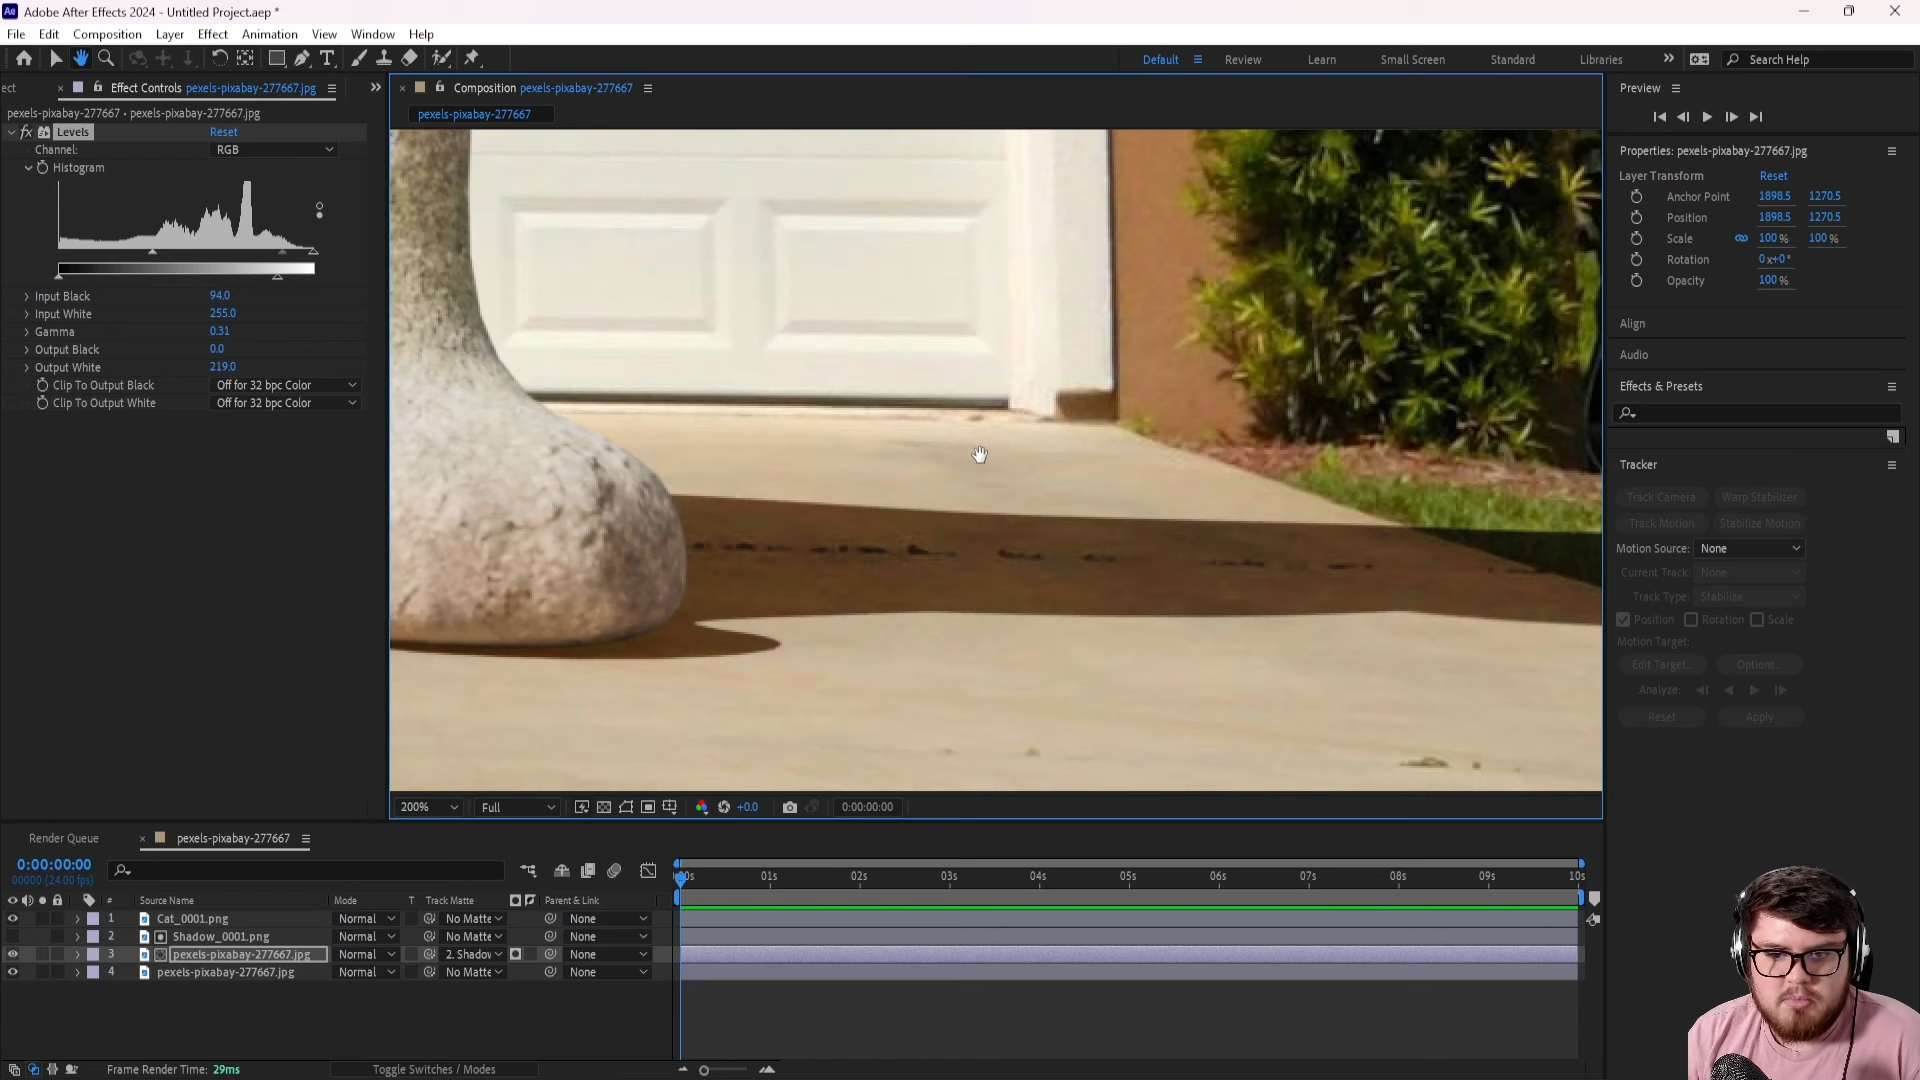 Adobe After Effects 2024 - Untitled Project.aep *
File Edit Composition Layer Effect Animation View Window Help
Default Review Learn Small Screen Standard Libraries Search Help
ect Effect Controls pexels-pixabay-277667.jpg
Composition pexels-pixabay-277667
pexels-pixabay-277667
pexels-pixabay-277667 • pexels-pixabay-277667.jpg
fx Levels Reset
Channel: RGB
Histogram
Input Black 94.0
Input White 255.0
Gamma 0.31
Output Black 0.0
Output White 219.0
Clip To Output Black Off for 32 bpc Color
Clip To Output White Off for 32 bpc Color
200% Full +0.0 0:00:00:00
Preview
Properties: pexels-pixabay-277667.jpg
Layer Transform Reset
Anchor Point 1898.5 1270.5
Position 1898.5 1270.5
Scale 100 % 100 %
Rotation 0x+0°
Opacity 100 %
Align
Audio
Effects & Presets
Tracker
Track Camera Warp Stabilizer
Track Motion Stabilize Motion
Motion Source: None
Current Track: None
Track Type: Stabilize
Position Rotation Scale
Motion Target:
Edit Target... Options...
Analyze:
Reset Apply
Render Queue pexels-pixabay-277667
0:00:00:00
00000 (24.00 fps)
# Source Name Mode T Track Matte Parent & Link
1 Cat_0001.png Normal No Matte None
2 Shadow_0001.png Normal No Matte None
3 pexels-pixabay-277667.jpg Normal 2. Shadov None
4 pexels-pixabay-277667.jpg Normal No Matte None
00s 01s 02s 03s 04s 05s 06s 07s 08s 09s 10s
Frame Render Time: 29ms Toggle Switches / Modes